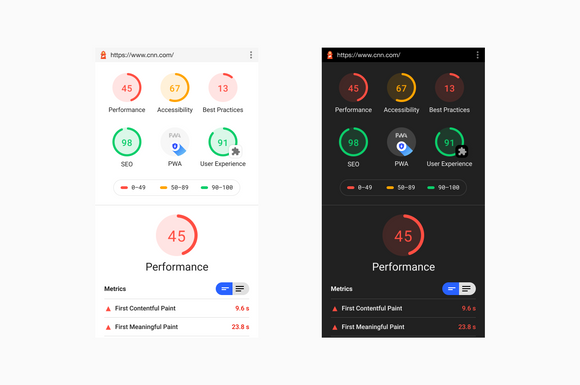 https://www.cnn.com/
45
67
13
Performance
Accessibility
Best Practices
98
PWA
91
SEO
PWA
User Experience
0–49
50–89
90–100
45
Performance
Metrics
First Contentful Paint
9.6 s
First Meaningful Paint
23.8 s
https://www.cnn.com/
45
67
13
Performance
Accessibility
Best Practices
98
PWA
91
SEO
PWA
User Experience
0–49
50–89
90–100
45
Performance
Metrics
First Contentful Paint
9.6 s
First Meaningful Paint
23.8 s